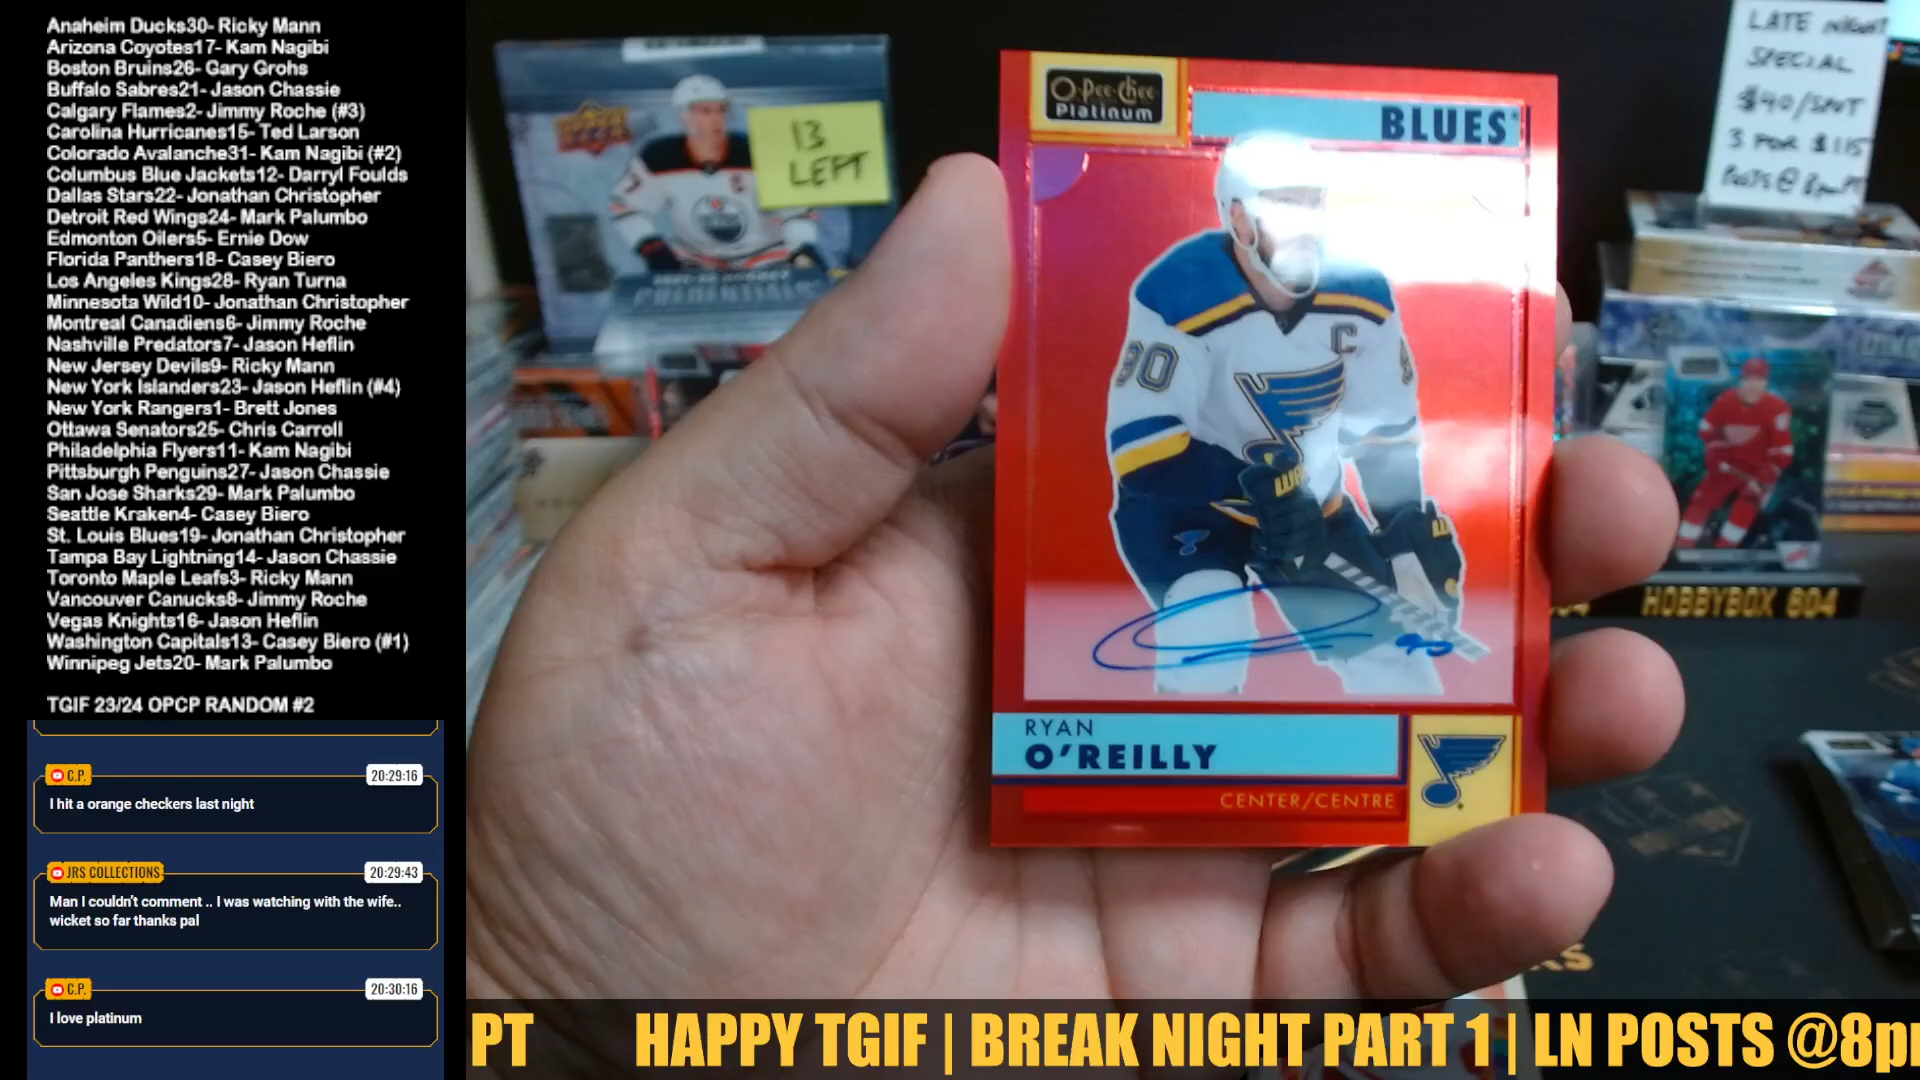 Anaheim Ducks30- Ricky Mann
Arizona Coyotes17- Kam Nagibi
Boston Bruins26- Gary Grohs
Buffalo Sabres21- Jason Chassie
Calgary Flames2- Jimmy Roche (#3)
Carolina Hurricanes15- Ted Larson
Colorado Avalanche31- Kam Nagibi (#2)
Columbus Blue Jackets12- Darryl Foulds
Dallas Stars22- Jonathan Christopher
Detroit Red Wings24- Mark Palumbo
Edmonton Oilers5- Ernie Dow
Florida Panthers18- Casey Biero
Los Angeles Kings28- Ryan Turna
Minnesota Wild10- Jonathan Christopher
Montreal Canadiens6- Jimmy Roche
Nashville Predators7- Jason Heflin
New Jersey Devils9- Ricky Mann
New York Islanders23- Jason Heflin (#4)
New York Rangers1- Brett Jones
Ottawa Senators25- Chris Carroll
Philadelphia Flyers11- Kam Nagibi
Pittsburgh Penguins27- Jason Chassie
San Jose Sharks29- Mark Palumbo
Seattle Kraken4- Casey Biero
St. Louis Blues19- Jonathan Christopher
Tampa Bay Lightning14- Jason Chassie
Toronto Maple Leafs3- Ricky Mann
Vancouver Canucks8- Jimmy Roche
Vegas Knights16- Jason Heflin
Washington Capitals13- Casey Biero (#1)
Winnipeg Jets20- Mark Palumbo
TGIF 23/24 OPCP RANDOM #2
C.P. 20:29:16
I hit a orange checkers last night
JRS COLLECTIONS 20:29:43
Man I couldn't comment .. I was watching with the wife..
wicket so far thanks pal
C.P. 20:30:16
I love platinum
13
LEFT
CREDENTIALS
O-Pee-Chee
Platinum
BLUES
C
90
90
RYAN
O'REILLY
CENTER/CENTRE
LATE NIGHT
SPECIAL
$40/SPOT
3 FOR $115
POSTS @ 8pm PT
HOBBYBOX 604
PT HAPPY TGIF | BREAK NIGHT PART 1 | LN POSTS @8pm